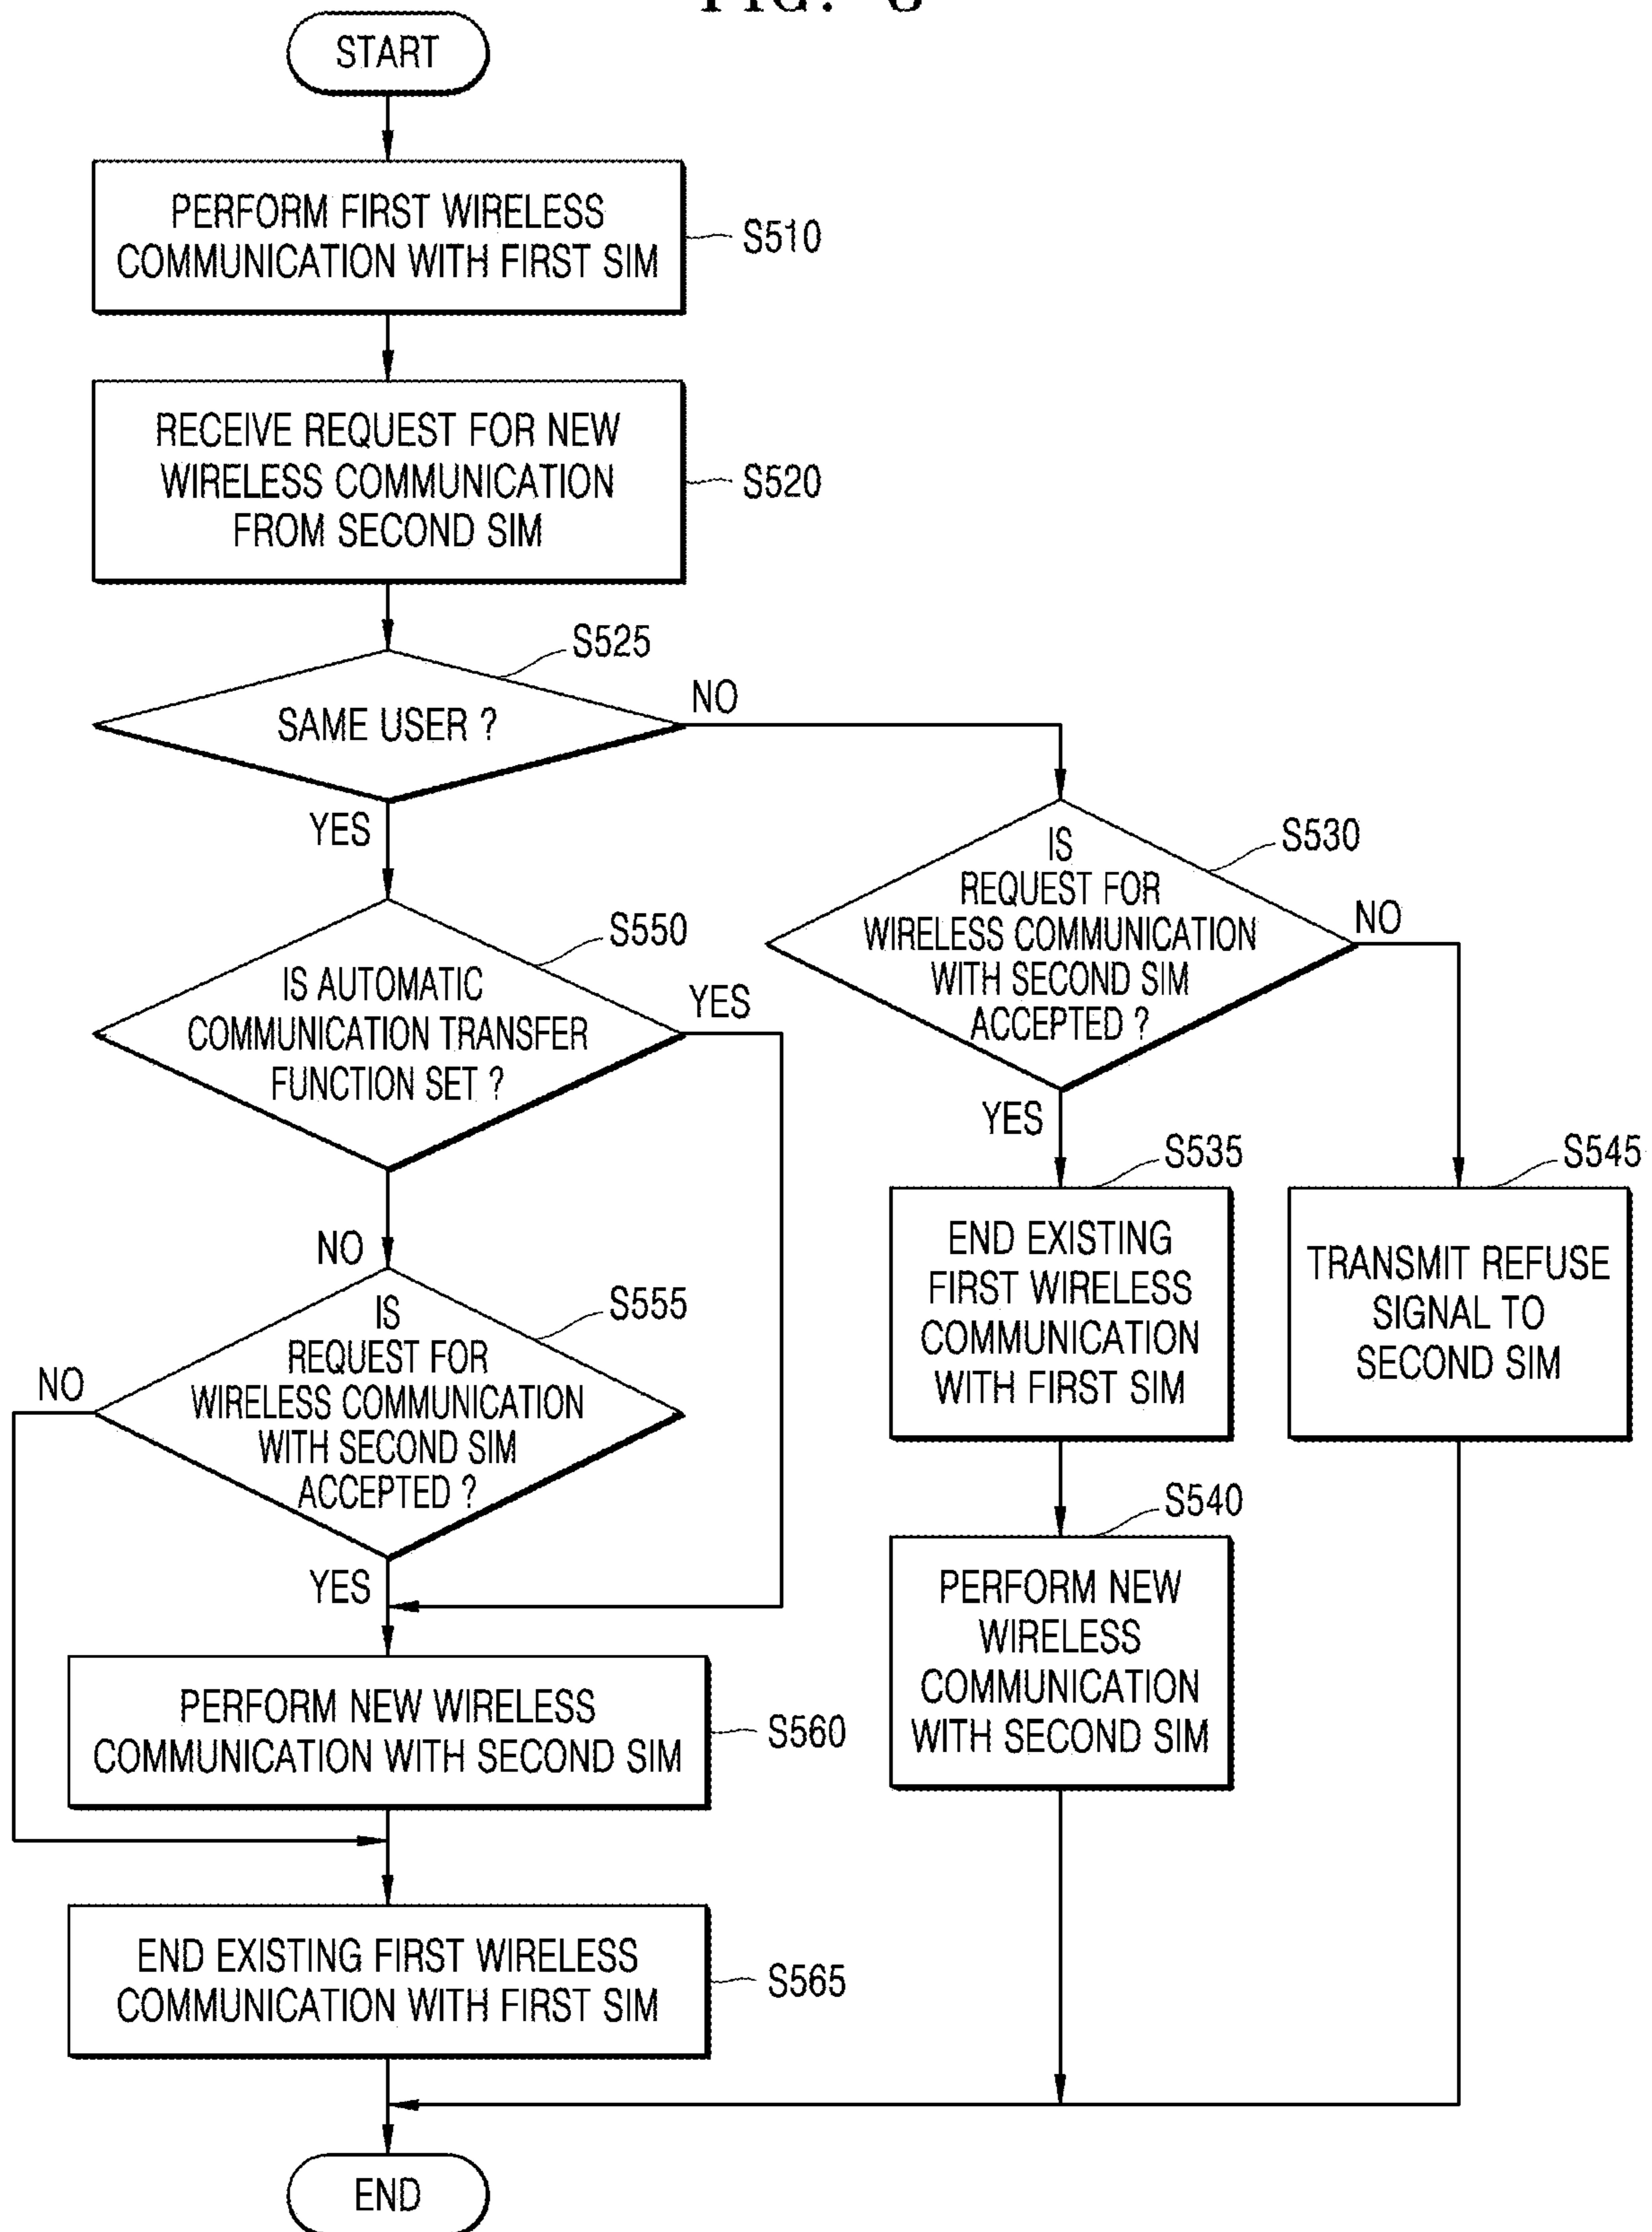 START
PERFORM FIRST WIRELESS
COMMUNICATION WITH FIRST SIM
S510
RECEIVE REQUEST FOR NEW
WIRELESS COMMUNICATION
FROM SECOND SIM
S520
S525
SAME USER ?
NO
YES
S530
IS
REQUEST FOR
WIRELESS COMMUNICATION
WITH SECOND SIM
ACCEPTED ?
NO
YES
S550
IS AUTOMATIC
COMMUNICATION TRANSFER
FUNCTION SET ?
YES
NO
S535
END EXISTING
FIRST WIRELESS
COMMUNICATION
WITH FIRST SIM
S545
TRANSMIT REFUSE
SIGNAL TO
SECOND SIM
S555
IS
REQUEST FOR
WIRELESS COMMUNICATION
WITH SECOND SIM
ACCEPTED ?
NO
YES
S540
PERFORM NEW
WIRELESS
COMMUNICATION
WITH SECOND SIM
PERFORM NEW WIRELESS
COMMUNICATION WITH SECOND SIM
S560
END EXISTING FIRST WIRELESS
COMMUNICATION WITH FIRST SIM
S565
END